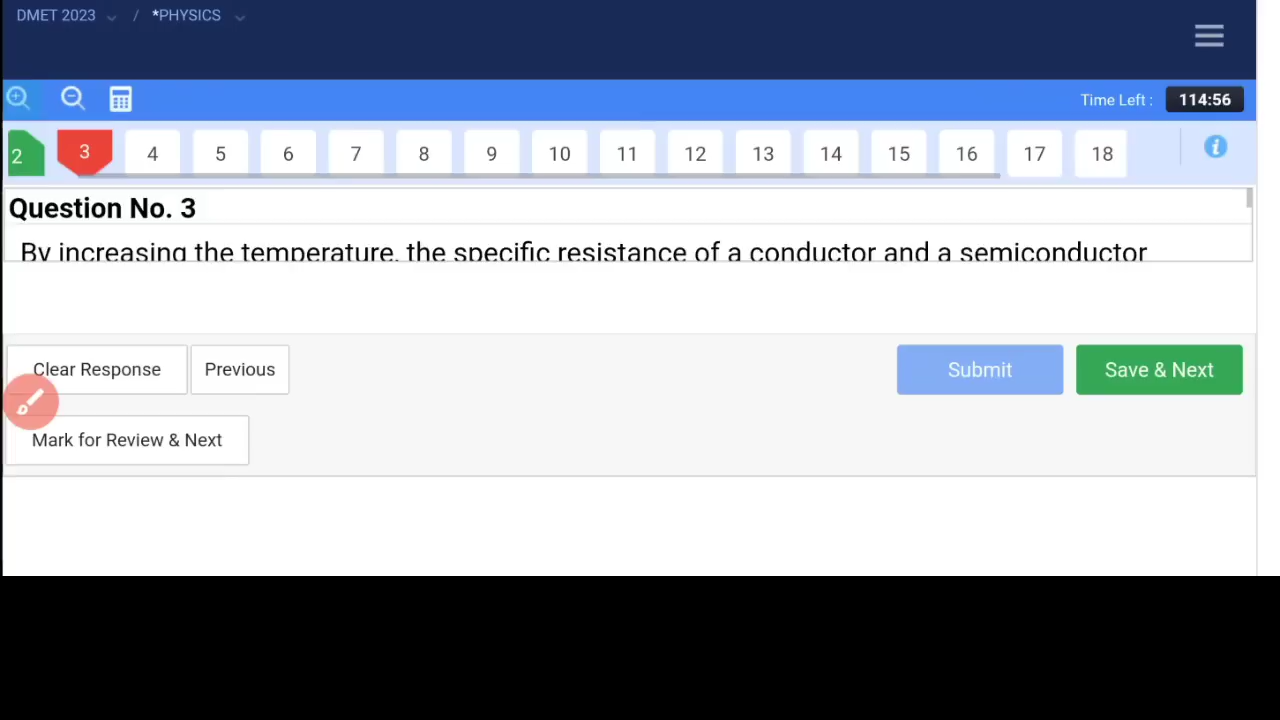 DMET 2023 / *PHYSICS
Time Left : 114:56
2 3 4 5 6 7 8 9 10 11 12 13 14 15 16 17 18
Question No. 3
By increasing the temperature, the specific resistance of a conductor and a semiconductor
Clear Response Previous Submit Save & Next
Mark for Review & Next